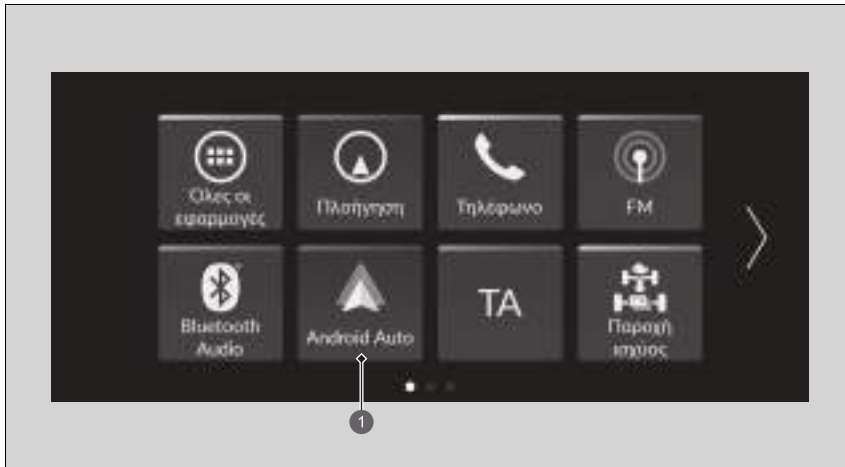 Όλες οι
εφαρμογές
Πλοήγηση
Τηλέφωνο
FM
Bluetooth
Audio
Android Auto
TA
Παροχή
ισχύος
1